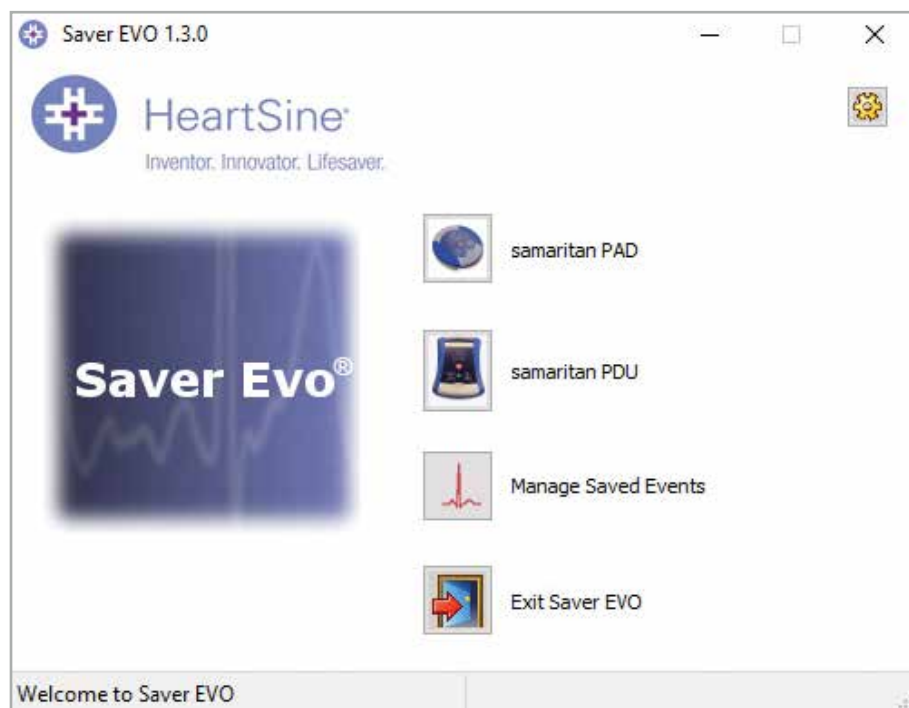 Saver EVO 1.3.0
HeartSine®
Inventor. Innovator. Lifesaver.
samaritan PAD
Saver Evo®
samaritan PDU
Manage Saved Events
Exit Saver EVO
Welcome to Saver EVO